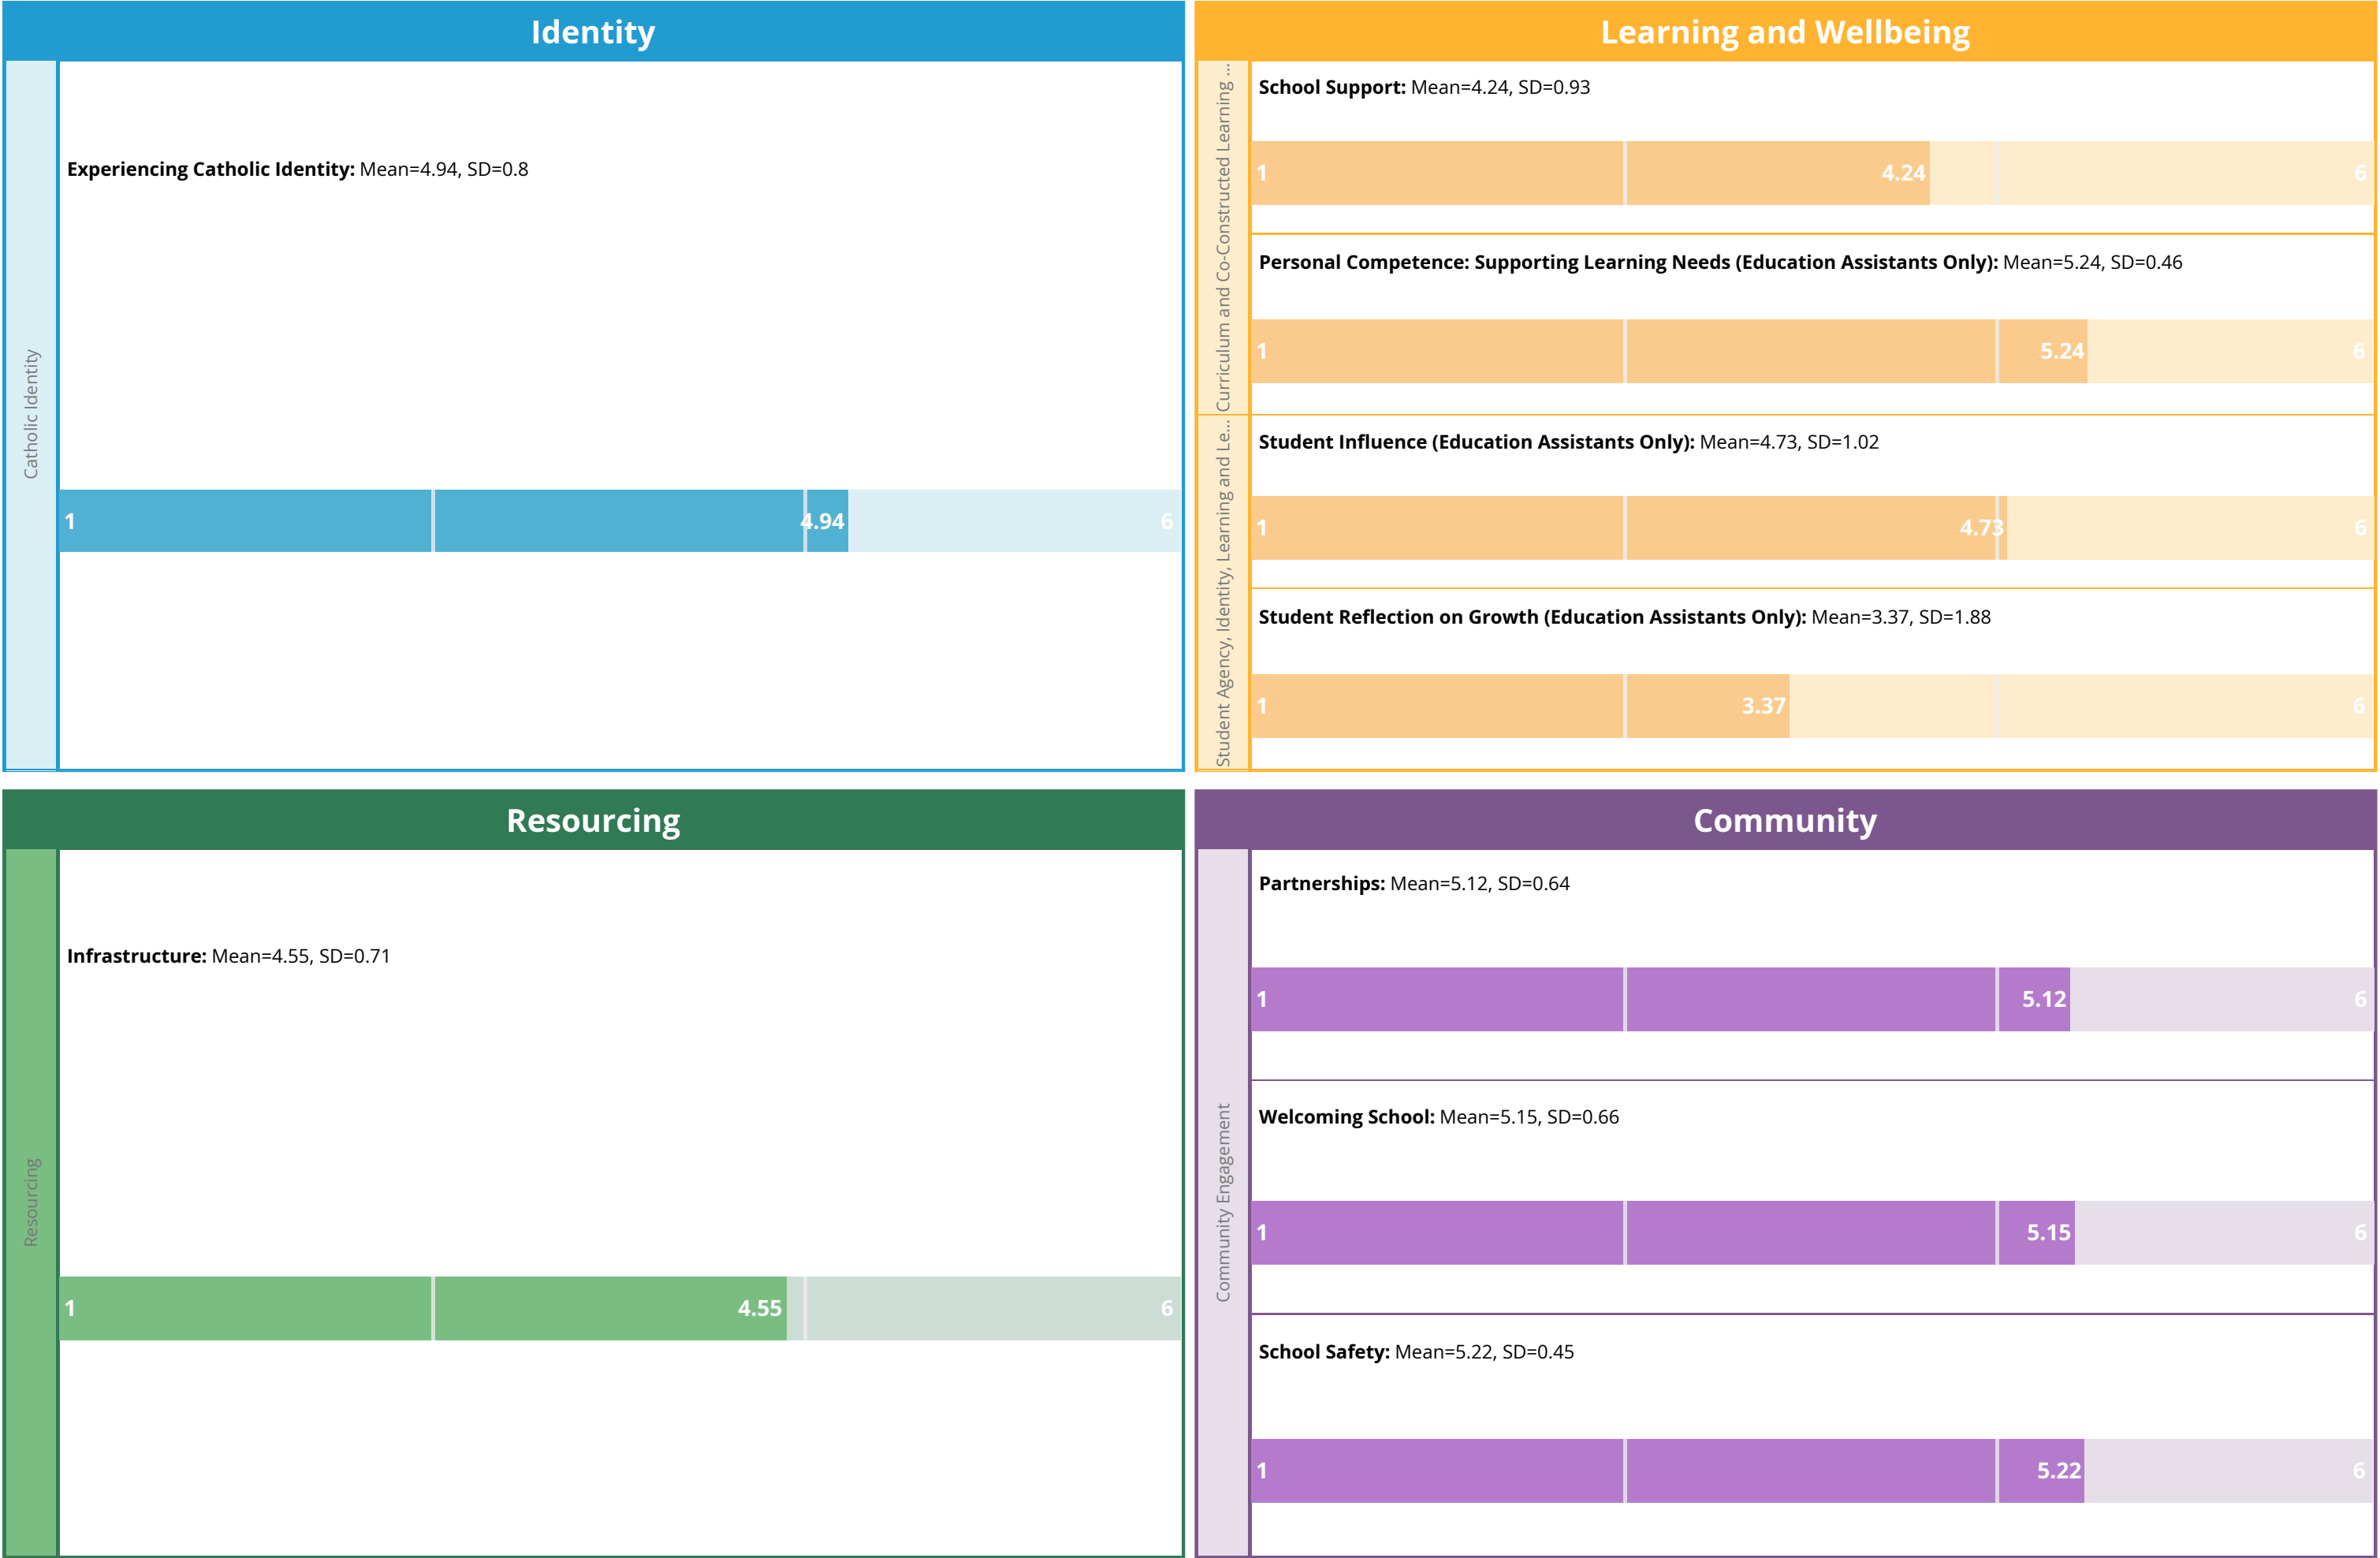 Identity
Catholic Identity
Experiencing Catholic Identity: Mean=4.94, SD=0.8
1 4.94 6
Learning and Wellbeing
Curriculum and Co-Constructed Learning ...
School Support: Mean=4.24, SD=0.93
1 4.24 6
Personal Competence: Supporting Learning Needs (Education Assistants Only): Mean=5.24, SD=0.46
1 5.24 6
Student Agency, Identity, Learning and Le...
Student Influence (Education Assistants Only): Mean=4.73, SD=1.02
1 4.73 6
Student Reflection on Growth (Education Assistants Only): Mean=3.37, SD=1.88
1 3.37 6
Resourcing
Resourcing
Infrastructure: Mean=4.55, SD=0.71
1 4.55 6
Community
Community Engagement
Partnerships: Mean=5.12, SD=0.64
1 5.12 6
Welcoming School: Mean=5.15, SD=0.66
1 5.15 6
School Safety: Mean=5.22, SD=0.45
1 5.22 6